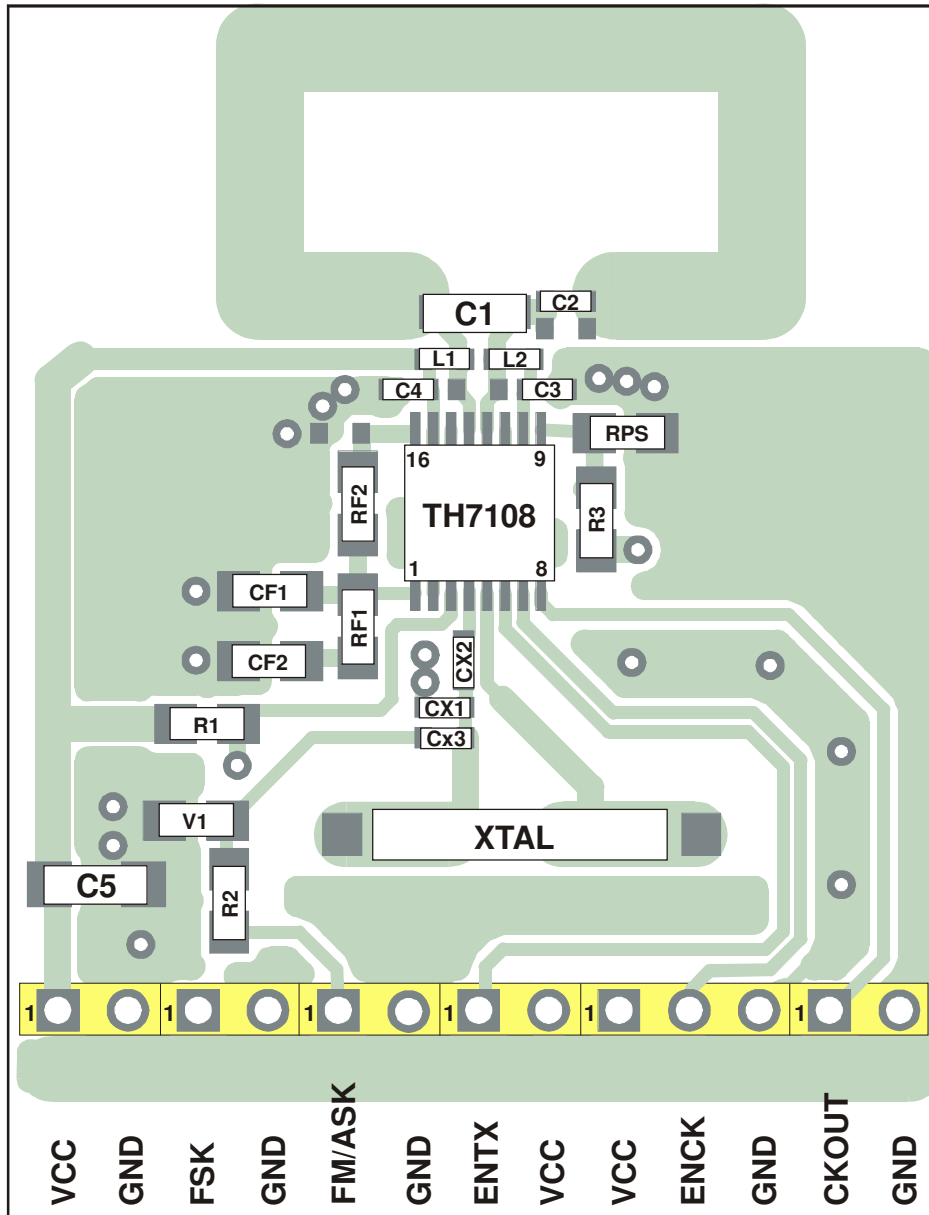 C1
C2
L1
L2
C4
C3
RPS
16
9
TH7108
RF2
R3
1
8
CF1
RF1
CF2
CX2
CX1
R1
Cx3
V1
XTAL
C5
R2
1
1
1
1
1
1
VCC
GND
FSK
GND
FM/ASK
GND
ENTX
VCC
VCC
ENCK
GND
CKOUT
GND